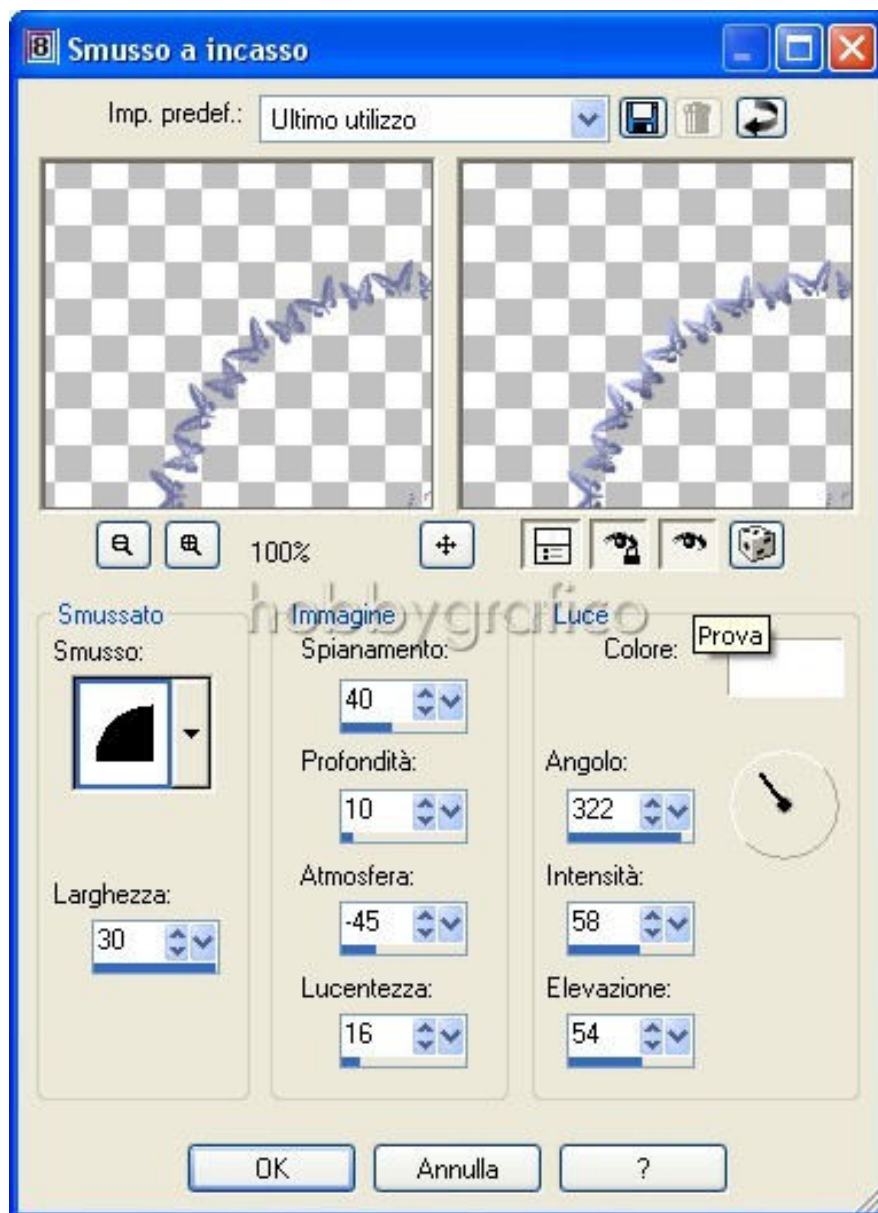 8 Smusso a incasso
Imp. predef.: Ultimo utilizzo
100%
hobbygrafico
Smussato Immagine Luce
Smusso: Spianamento: Colore: Prova
40
Profondità: Angolo:
10 322
Larghezza: Atmosfera: Intensità:
30 -45 58
Lucentezza: Elevazione:
16 54
OK Annulla ?